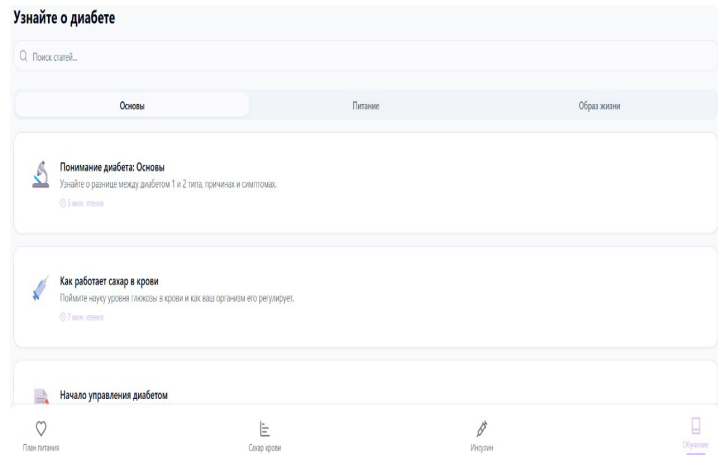 Узнайте о диабете
Поиск статей...
Основы
Питание
Образ жизни
Понимание диабета: Основы
Узнайте о разнице между диабетом 1 и 2 типа, причинах и симптомах.
5 мин. чтения
Как работает сахар в крови
Поймите науку уровня глюкозы в крови и как ваш организм его регулирует.
7 мин. чтения
Начало управления диабетом
План питания
Сахар крови
Инсулин
Обучение